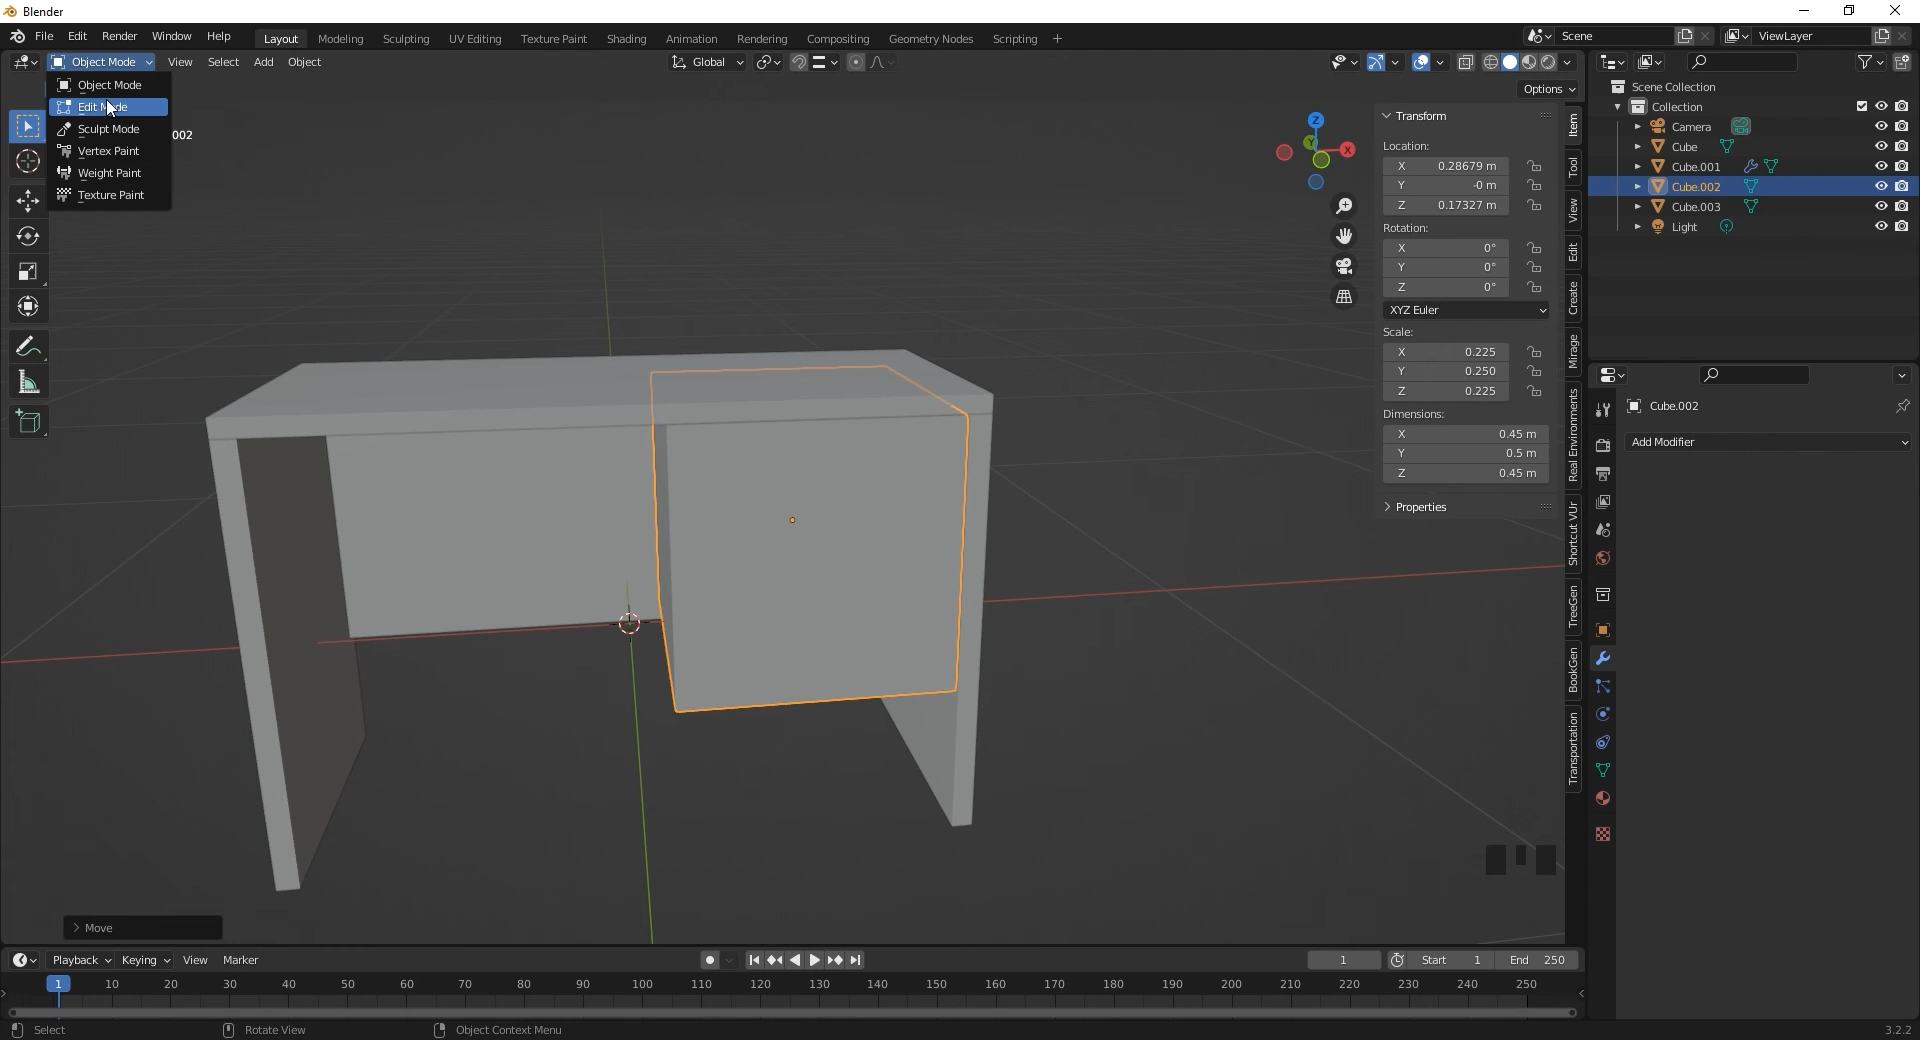 Blender
File Edit Render Window Help Layout Modeling Sculpting UV Editing Texture Paint Shading Animation Rendering Compositing Geometry Nodes Scripting + Scene ViewLayer
Object Mode View Select Add Object Global
Options
Object Mode
Edit Mode
Sculpt Mode
002
Vertex Paint
Weight Paint
Texture Paint
Z
Y
X
Transform
Location:
X 0.28679 m
Y -0 m
Z 0.17327 m
Rotation:
X 0°
Y 0°
Z 0°
XYZ Euler
Scale:
X 0.225
Y 0.250
Z 0.225
Dimensions:
X 0.45 m
Y 0.5 m
Z 0.45 m
Properties
Item
Tool
View
Edit
Create
Mirage
Real Environments
Shortcut VUr
TreeGen
BookGen
Transportation
Scene Collection
Collection
Camera
Cube
Cube.001
Cube.002
Cube.003
Light
Cube.002
Add Modifier
Move
Playback Keying View Marker 1 Start 1 End 250
1 10 20 30 40 50 60 70 80 90 100 110 120 130 140 150 160 170 180 190 200 210 220 230 240 250
Select Rotate View Object Context Menu 3.2.2